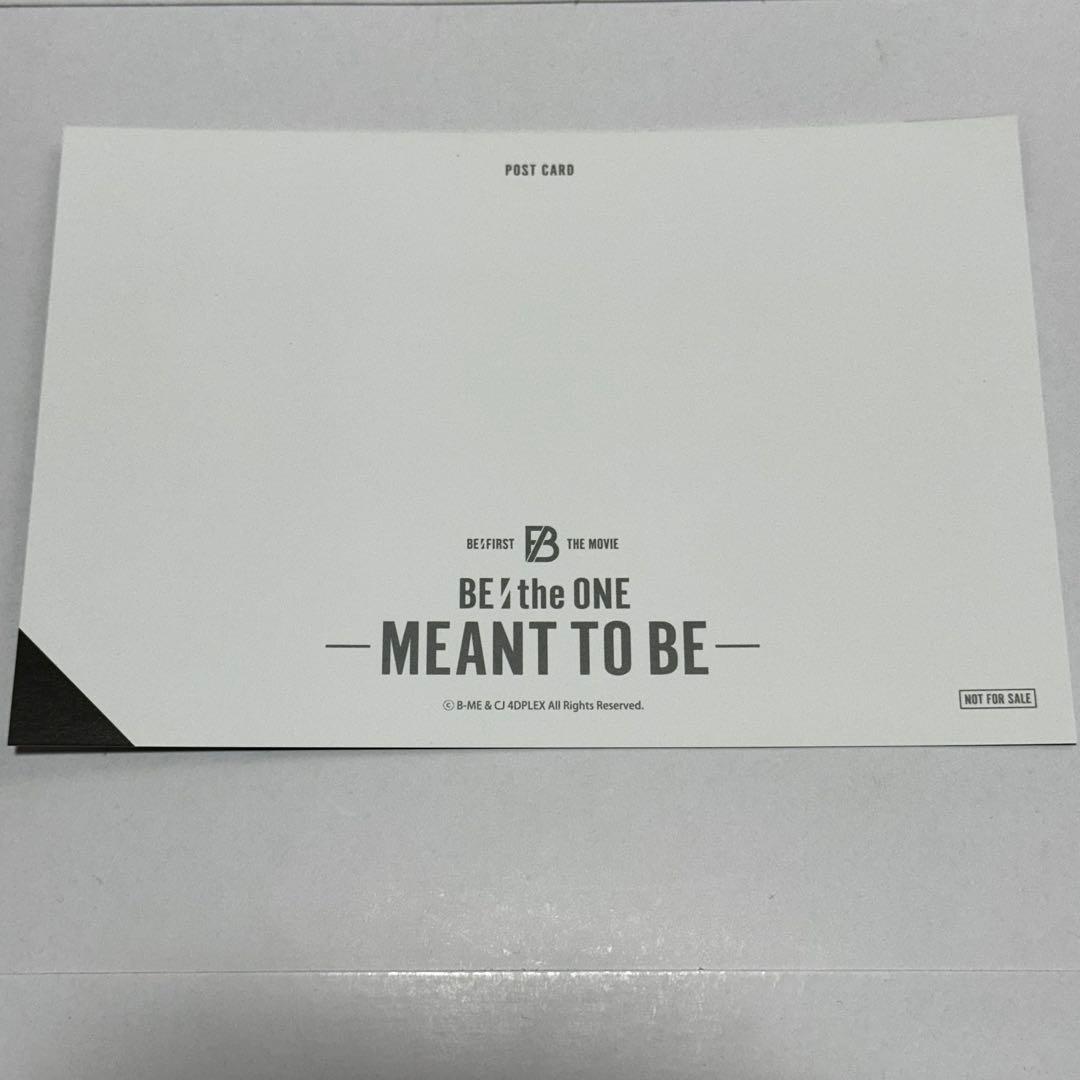 POST CARD
BE:FIRST B THE MOVIE
BE:the ONE
—MEANT TO BE—
ⓒ B-ME & CJ 4DPLEX All Rights Reserved.
NOT FOR SALE